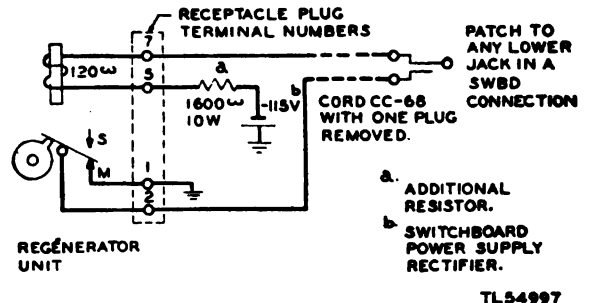 RECEPTACLE PLUG
TERMINAL NUMBERS
7
120ω
5
a
1600ω
10W
-115V
b
PATCH TO
ANY LOWER
JACK IN A
SWBD
CONNECTION
CORD CC-68
WITH ONE PLUG
REMOVED.
S
M
1
2
REGENERATOR
UNIT
a.
ADDITIONAL
RESISTOR.
b
SWITCHBOARD
POWER SUPPLY
RECTIFIER.
TL54997